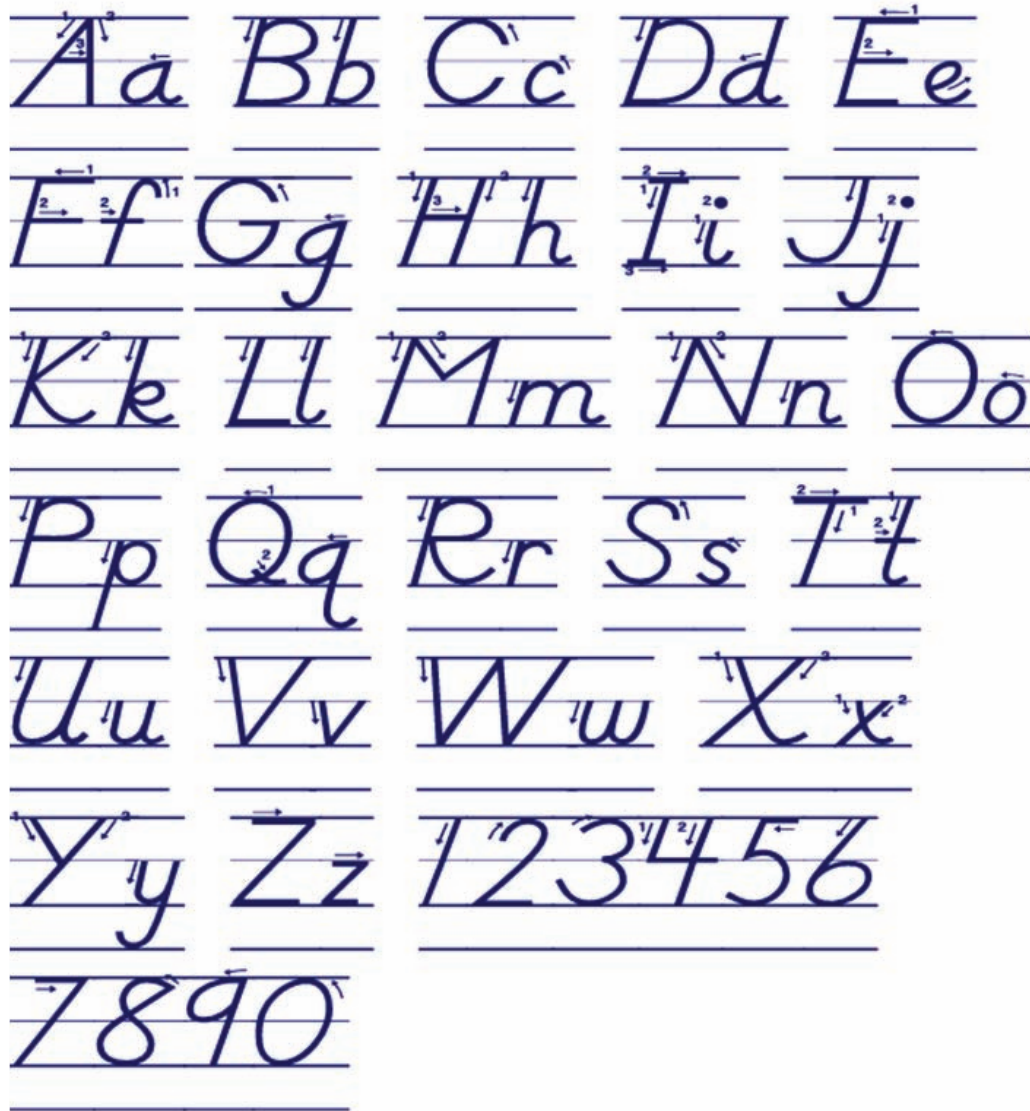 Aa Bb Cc Dd Ee
Ff Gg Hh Ii Jj
Kk Ll Mm Nn Oo
Pp Qq Rr Ss Tt
Uu Vv Ww Xx
Yy Zz 123456
7890